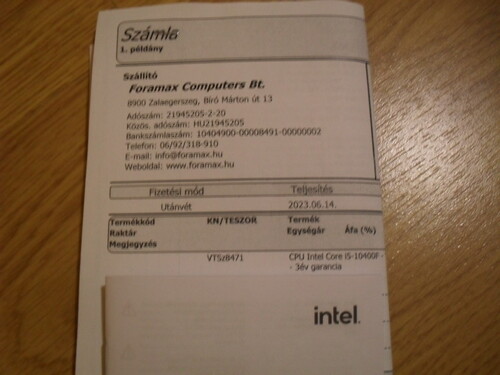 Számla
1. példány
Szállító
Foramax Computers Bt.
8900 Zalaegerszeg, Bíró Márton út 13
Adószám: 21945205-2-20
Közös. adószám: HU21945205
Bankszámlaszám: 10404900-00008491-00000002
Telefon: 06/92/318-910
E-mail: info@foramax.hu
Weboldal: www.foramax.hu
Fizetési mód Teljesítés
Utánvét 2023.06.14.
Termékkód KN/TESZOR Termék
Raktár Egységár Áfa (%)
Megjegyzés
VTSz8471 CPU Intel Core i5-10400F -
- 3év garancia
intel.